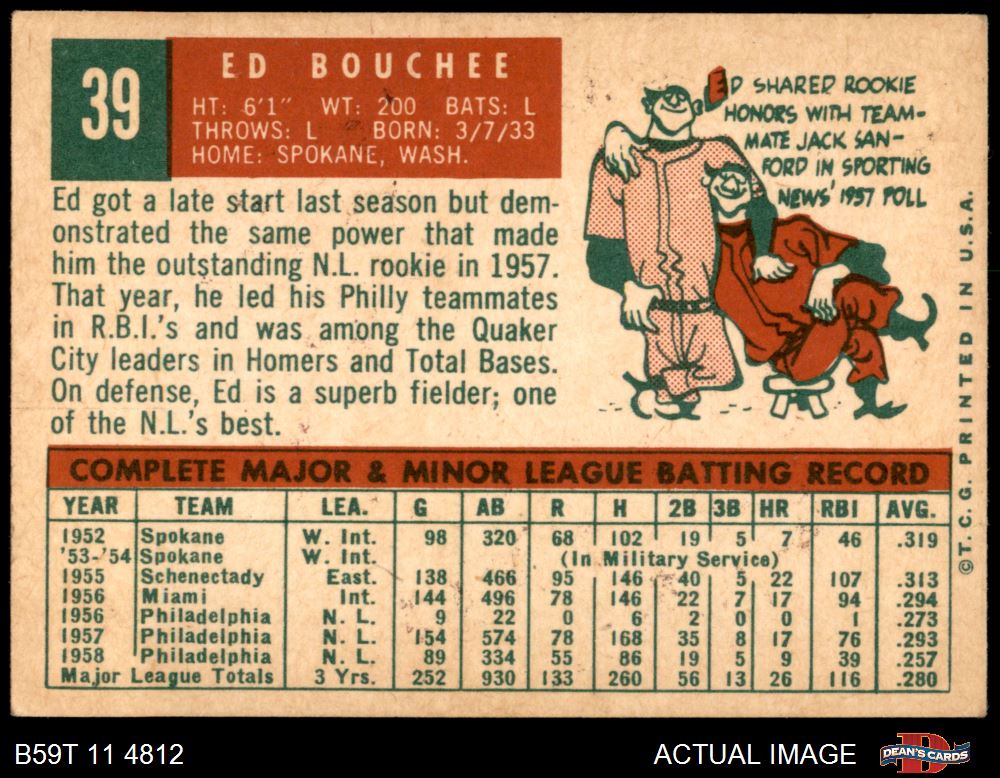 39
ED BOUCHEE
HT: 6'1" WT: 200 BATS: L
THROWS: L BORN: 3/7/33
HOME: SPOKANE, WASH.
Ed got a late start last season but dem-
onstrated the same power that made
him the outstanding N.L. rookie in 1957.
That year, he led his Philly teammates
in R.B.I.'s and was among the Quaker
City leaders in Homers and Total Bases.
On defense, Ed is a superb fielder; one
of the N.L.'s best.
ED SHARED ROOKIE
HONORS WITH TEAM-
MATE JACK SAN-
FORD IN SPORTING
NEWS' 1957 POLL
©T. C. G. PRINTED IN U.S.A.
COMPLETE MAJOR & MINOR LEAGUE BATTING RECORD
YEAR TEAM LEA. G AB R H 2B 3B HR RBI AVG.
1952 Spokane W. Int. 98 320 68 102 19 5 7 46 .319
'53-'54 Spokane W. Int. (In Military Service)
1955 Schenectady East. 138 466 95 146 40 5 22 107 .313
1956 Miami Int. 144 496 78 146 22 7 17 94 .294
1956 Philadelphia N. L. 9 22 0 6 2 0 0 1 .273
1957 Philadelphia N. L. 154 574 78 168 35 8 17 76 .293
1958 Philadelphia N. L. 89 334 55 86 19 5 9 39 .257
Major League Totals 3 Yrs. 252 930 133 260 56 13 26 116 .280
B59T 11 4812
ACTUAL IMAGE
D
DEAN'S CARDS